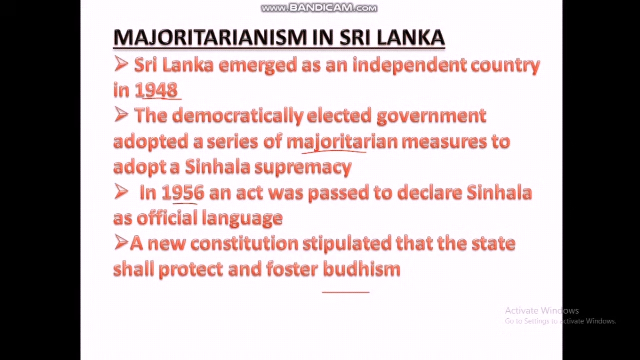 www.BANDICAM.com
MAJORITARIANISM IN SRI LANKA
➢ Sri Lanka emerged as an independent country
in 1948
➢ The democratically elected government
adopted a series of majoritarian measures to
adopt a Sinhala supremacy
➢ In 1956 an act was passed to declare Sinhala
as official language
➢ A new constitution stipulated that the state
shall protect and foster budhism
Activate Windows
Go to Settings to activate Windows.